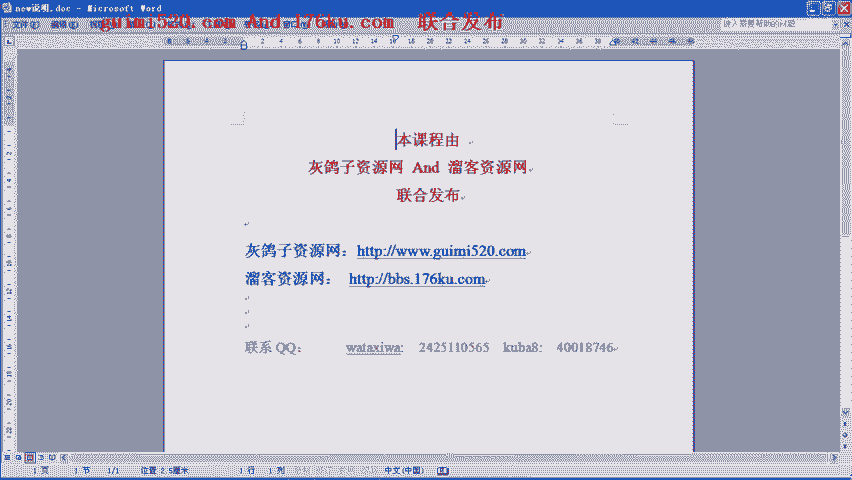 new说明.doc - Microsoft Word
guimi520.com And 176ku.com 联合发布
文件(F)
键入需要帮助的问题
本课程由
灰鸽子资源网 And 溜客资源网
联合发布
灰鸽子资源网：http://www.guimi520.com
溜客资源网： http://bbs.176ku.com
联系QQ： wataxiwa: 2425110565 kuba8: 40018746
1 页 1 节 1/1 位置 2.5厘米 1 行 1 列 中文(中国)